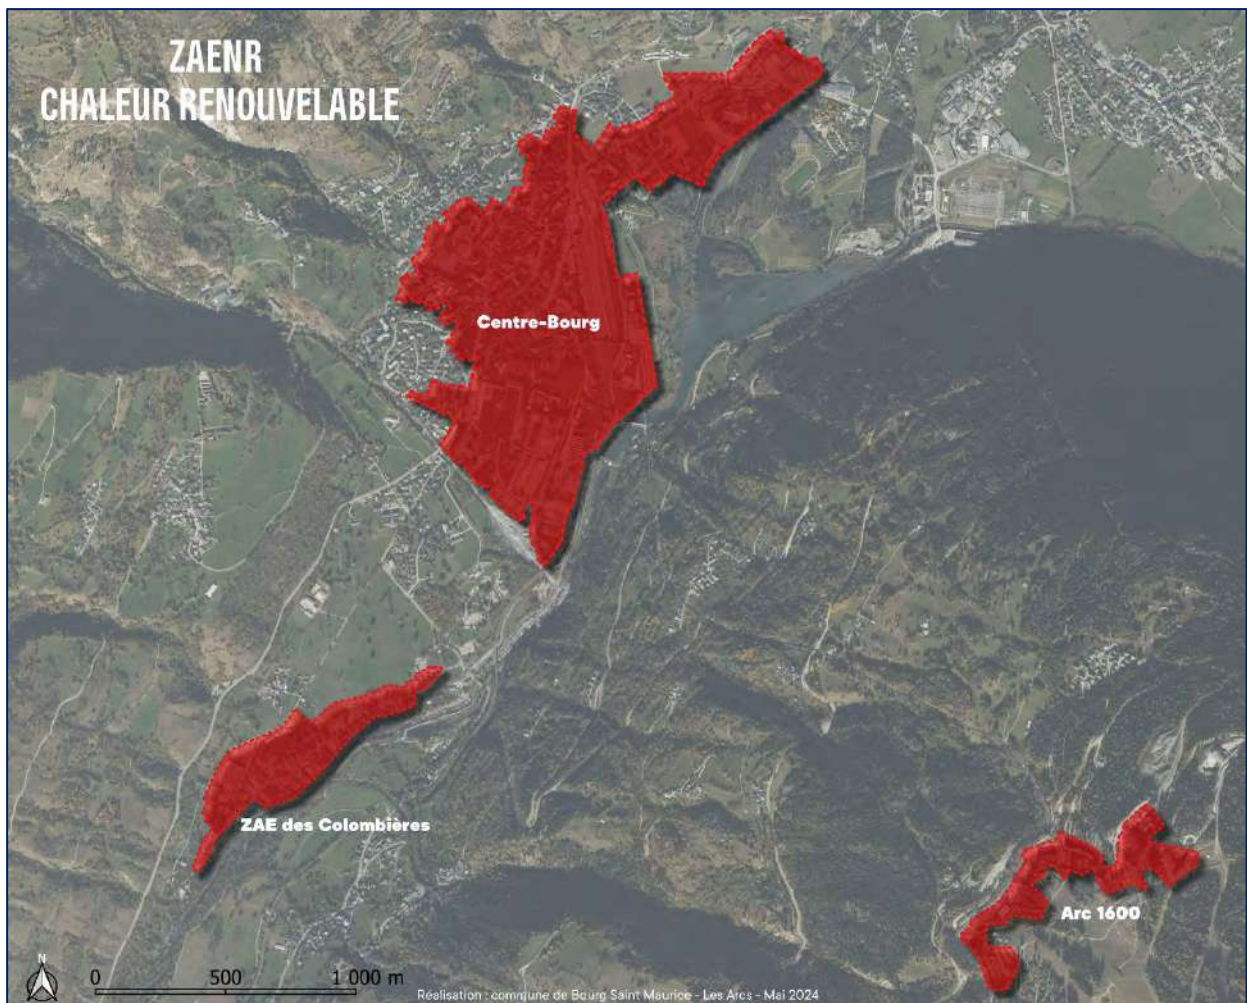 ZAENR
CHALEUR RENOUVELABLE
Centre-Bourg
ZAE des Colombières
Arc 1600
N
0 500 1 000 m
Réalisation : commune de Bourg Saint Maurice - Les Arcs - Mai 2024